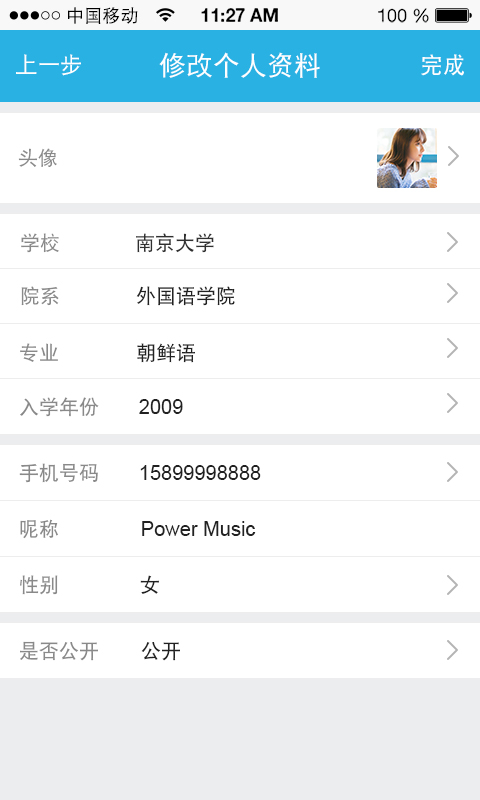 中国移动 11:27 AM 100 %
上一步 修改个人资料 完成
头像
学校 南京大学
院系 外国语学院
专业 朝鲜语
入学年份 2009
手机号码 15899998888
昵称 Power Music
性别 女
是否公开 公开